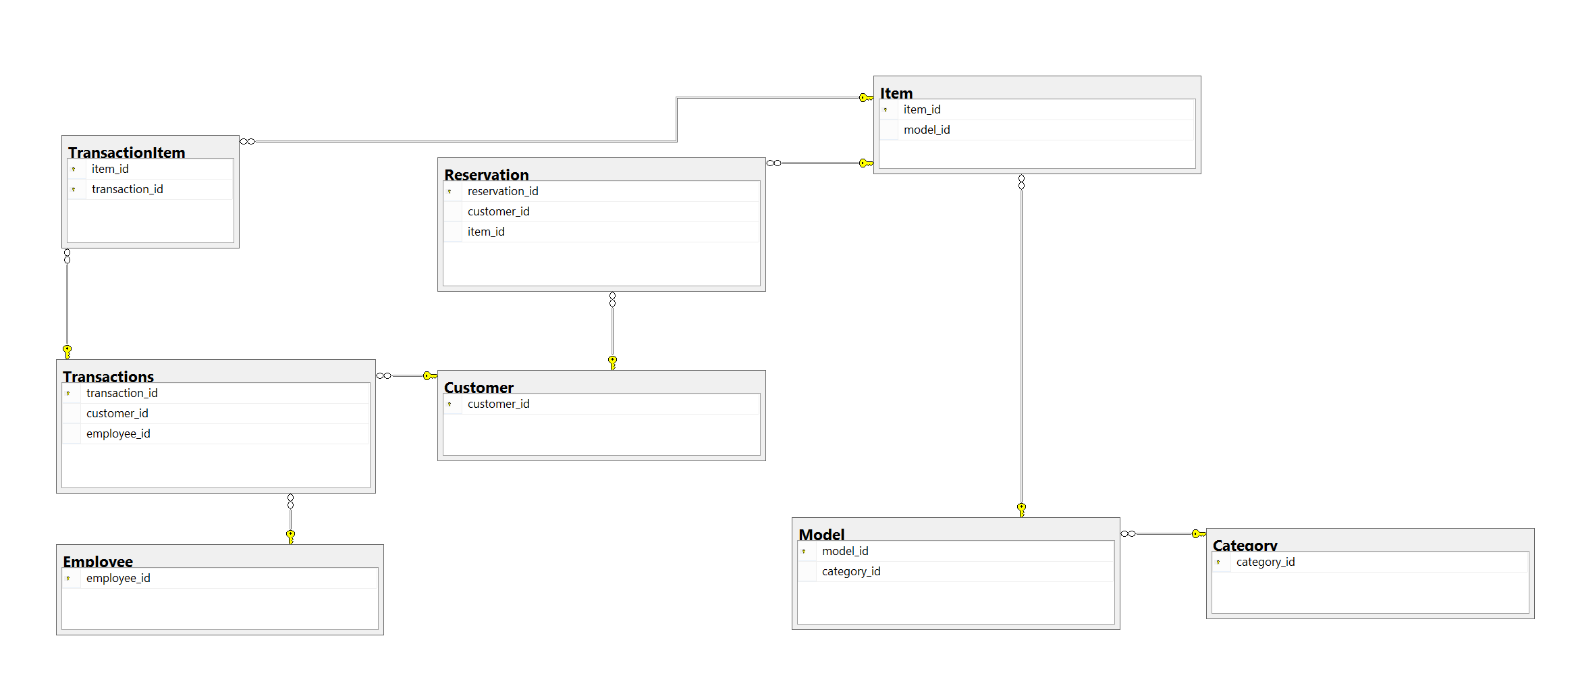 Item
item_id
model_id
TransactionItem
item_id
transaction_id
Reservation
reservation_id
customer_id
item_id
Transactions
transaction_id
customer_id
employee_id
Customer
customer_id
Employee
employee_id
Model
model_id
category_id
Category
category_id